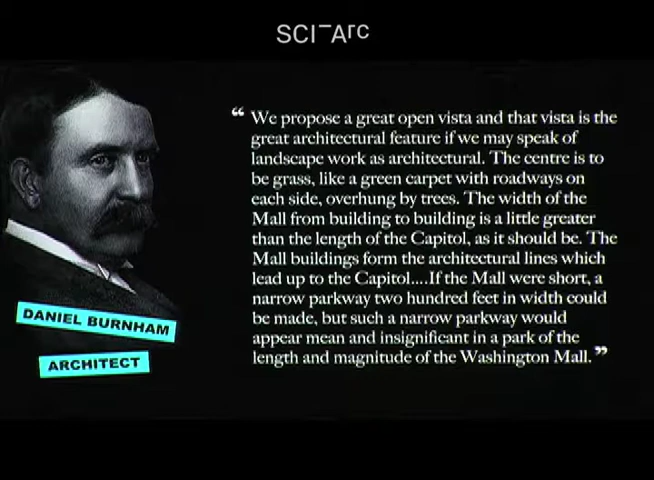 SCI-Arc
“ We propose a great open vista and that vista is the
great architectural feature if we may speak of
landscape work as architectural. The centre is to
be grass, like a green carpet with roadways on
each side, overhung by trees. The width of the
Mall from building to building is a little greater
than the length of the Capitol, as it should be. The
Mall buildings form the architectural lines which
lead up to the Capitol....If the Mall were short, a
narrow parkway two hundred feet in width could
be made, but such a narrow parkway would
appear mean and insignificant in a park of the
length and magnitude of the Washington Mall. ”
DANIEL BURNHAM
ARCHITECT